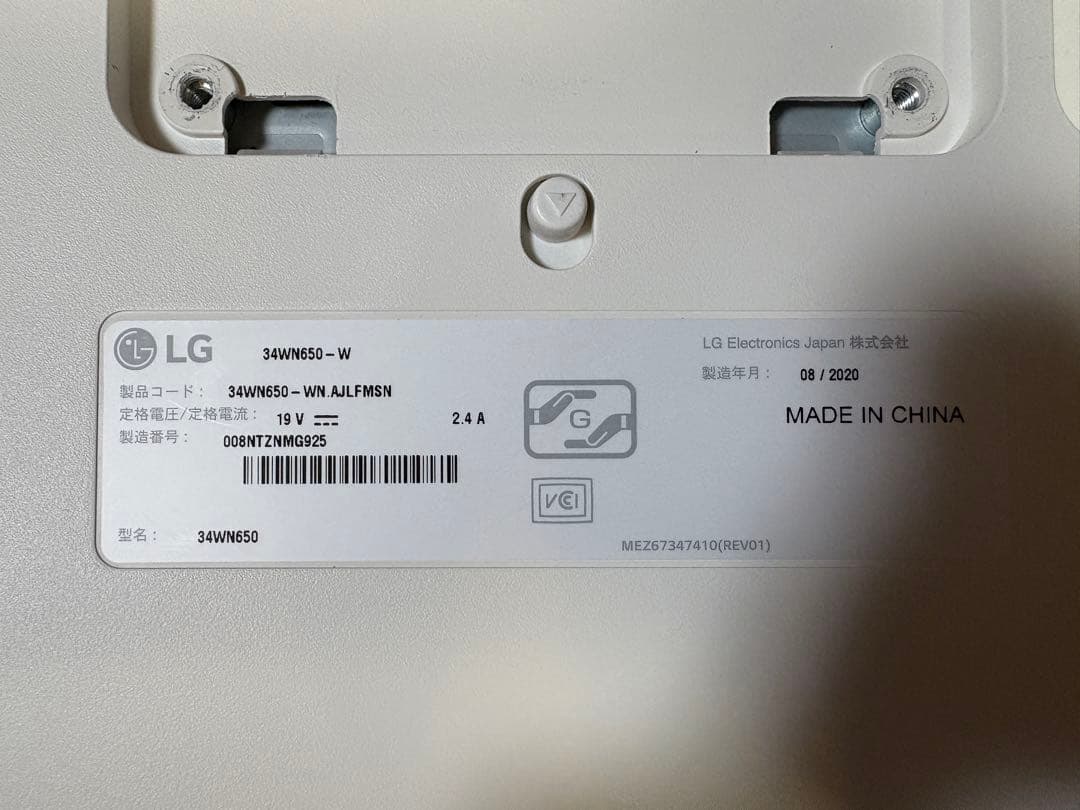 LG 34WN650-W
製品コード： 34WN650-WN.AJLFMSN
定格電圧/定格電流： 19 V 2.4 A
製造番号： 008NTZNMG925
型名： 34WN650
G
VCCI
LG Electronics Japan 株式会社
製造年月： 08 / 2020
MADE IN CHINA
MEZ67347410(REV01)